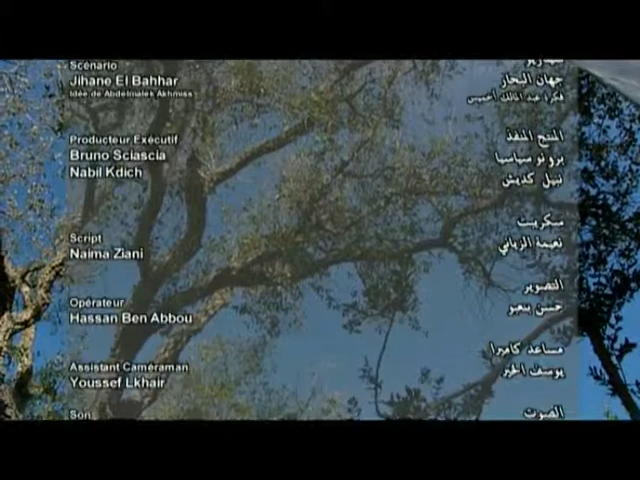 Scénario
Jihane El Bahhar
Idée de Abdelmalek Akhmiss
Producteur Exécutif
Bruno Sciascia
Nabil Kdich
Script
Naima Ziani
Opérateur
Hassan Ben Abbou
Assistant Caméraman
Youssef Lkhair
Son
سيناريو
جهان البحار
فكرة عبد المالك أخميس
المنتج المنفذ
برونو سياسيا
نبيل كديش
سكريبت
نعيمة الزياني
التصوير
حسن بنعبو
مساعد كاميرا
يوسف الخير
الصوت